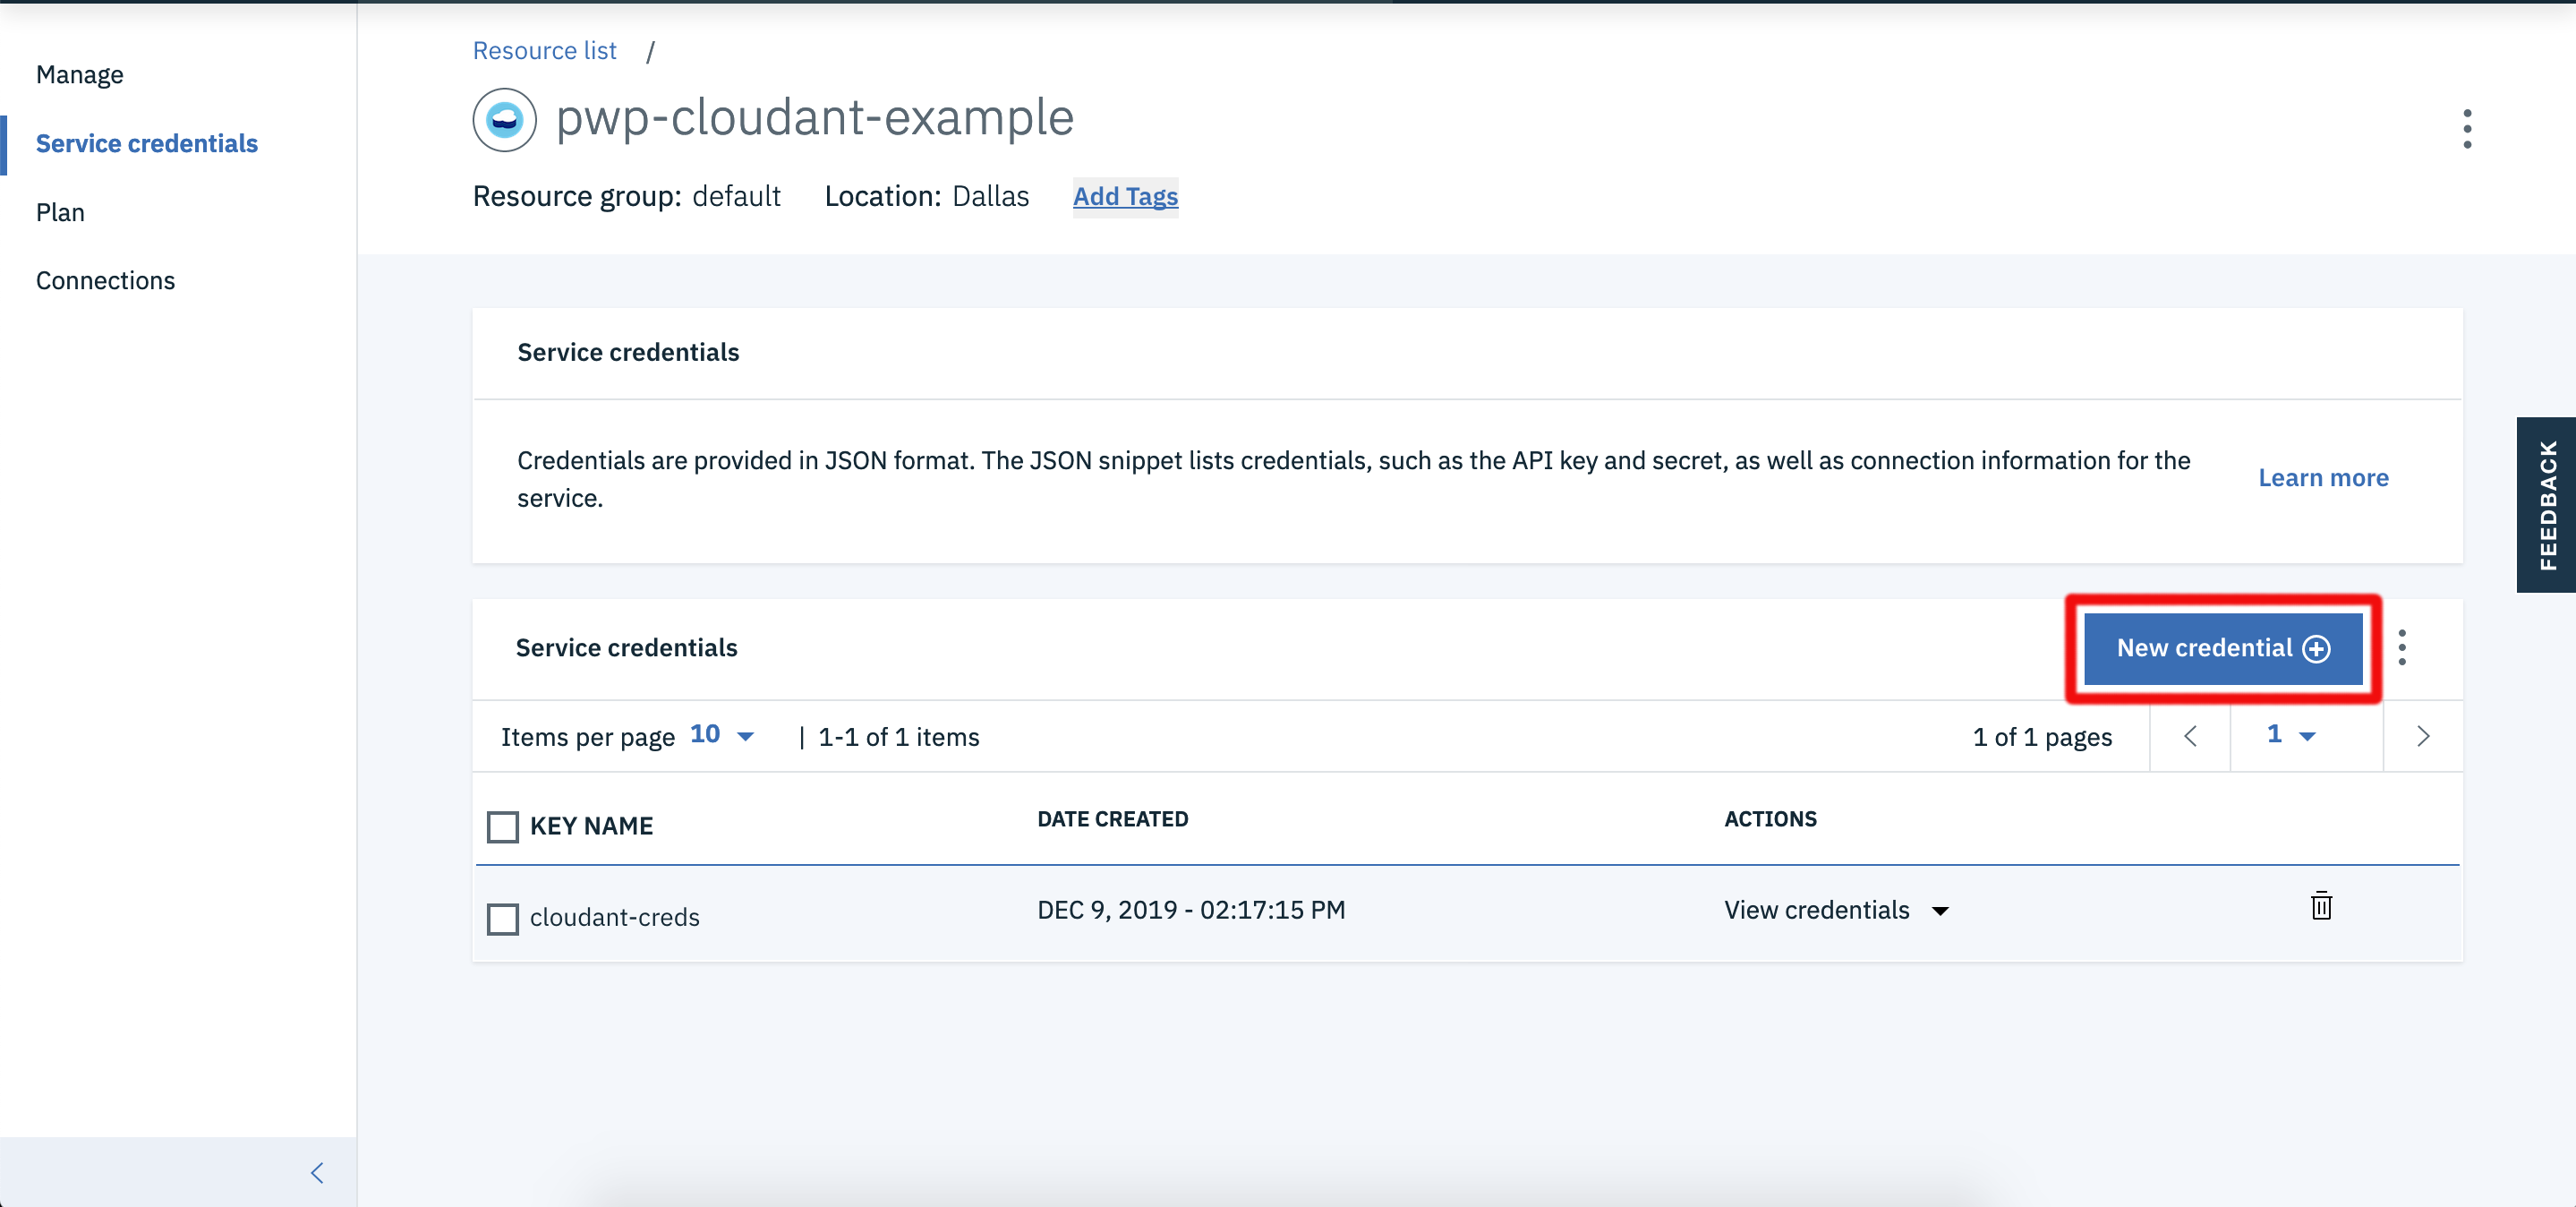 Manage
Service credentials
Plan
Connections
Resource list /
pwp-cloudant-example
Resource group: default Location: Dallas Add Tags
Service credentials
Credentials are provided in JSON format. The JSON snippet lists credentials, such as the API key and secret, as well as connection information for the
service.
Learn more
FEEDBACK
Service credentials
New credential
Items per page 10 | 1-1 of 1 items
1 of 1 pages
1
KEY NAME DATE CREATED ACTIONS
cloudant-creds DEC 9, 2019 - 02:17:15 PM View credentials